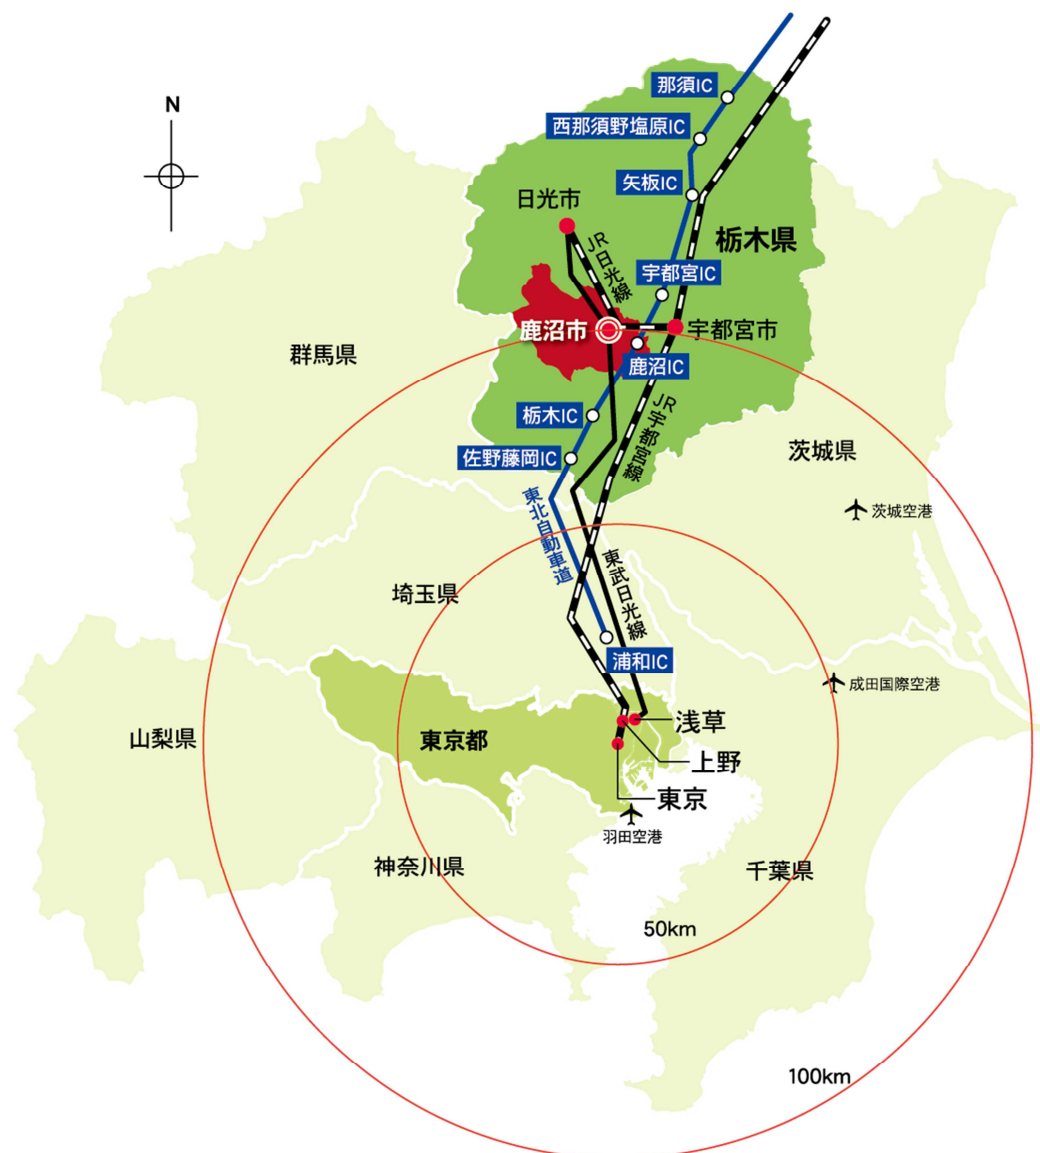 N
那須IC
西那須野塩原IC
矢板IC
日光市
栃木県
JR日光線
宇都宮IC
鹿沼市
宇都宮市
群馬県
鹿沼IC
JR宇都宮線
栃木IC
茨城県
佐野藤岡IC
東北自動車道
茨城空港
東武日光線
埼玉県
浦和IC
成田国際空港
浅草
山梨県
東京都
上野
東京
羽田空港
神奈川県
千葉県
50km
100km